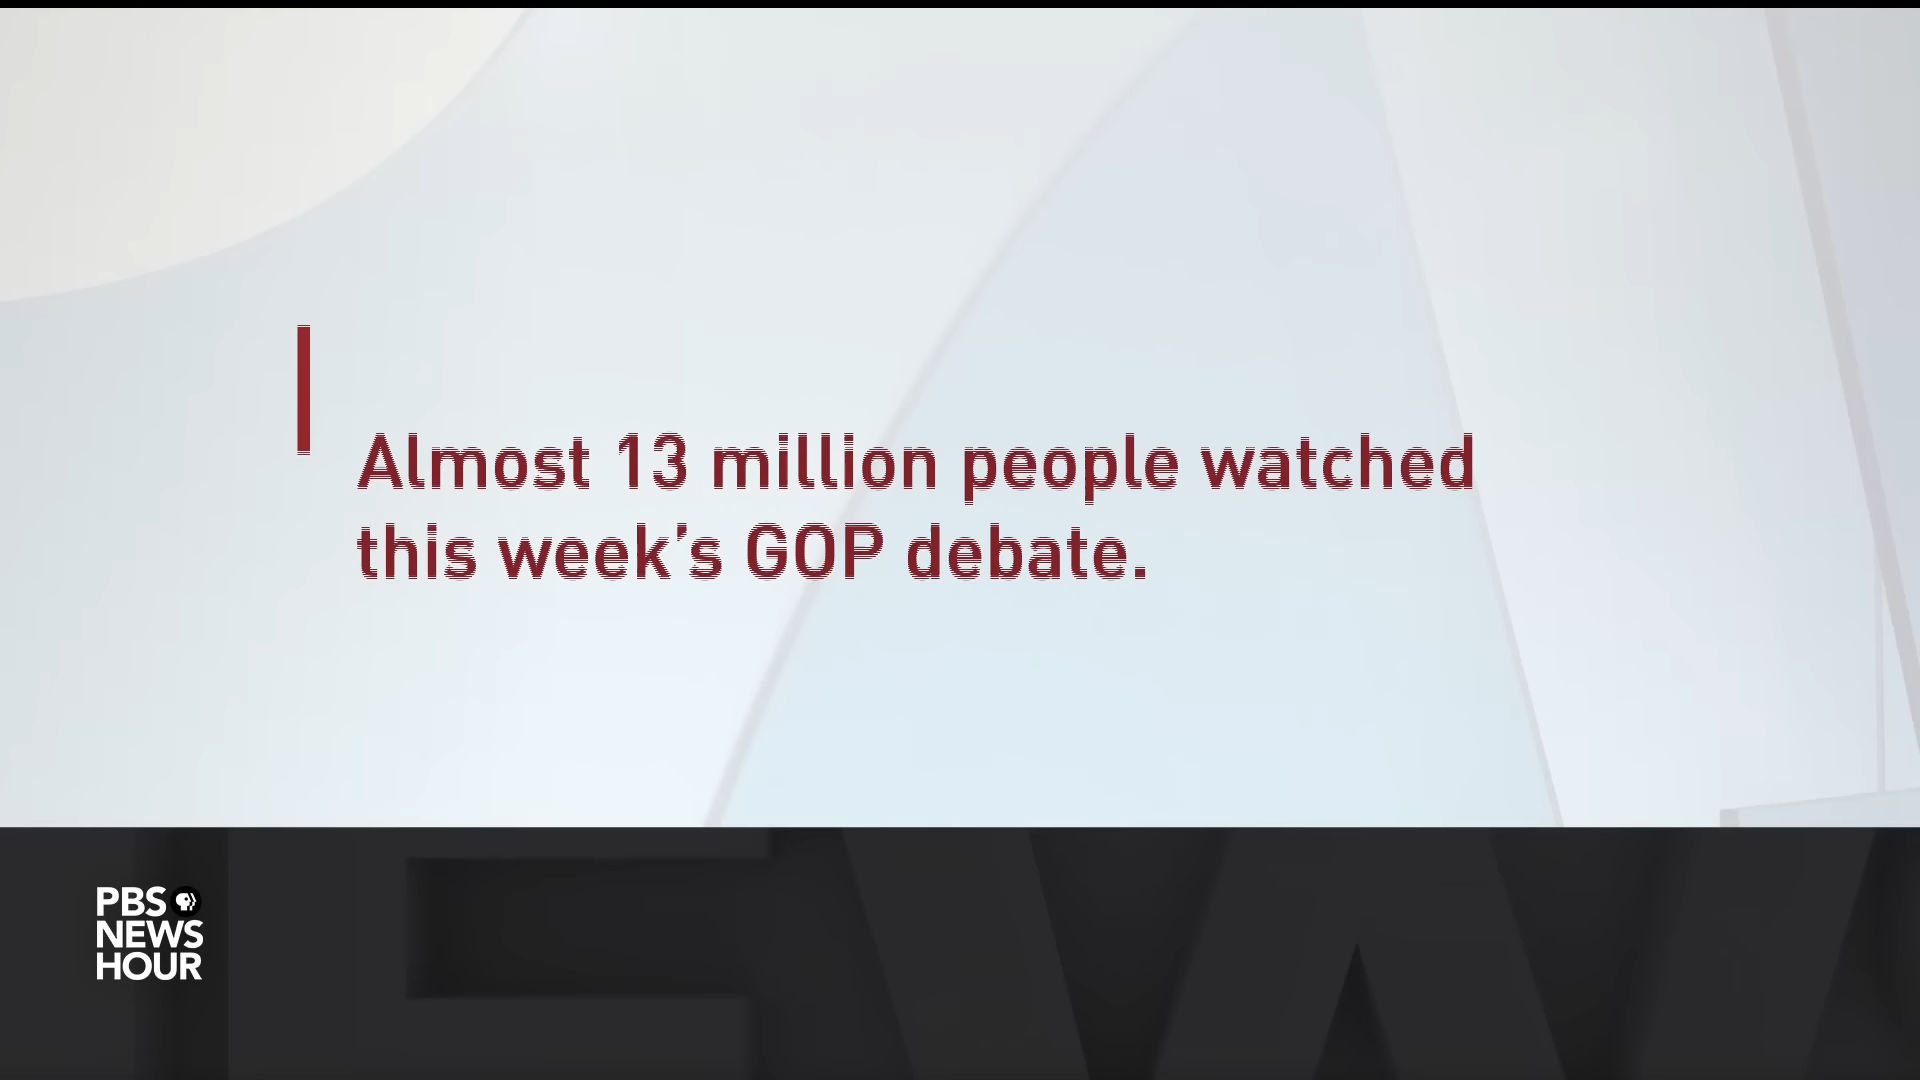 Almost 13 million people watched
this week’s GOP debate.
PBS
NEWS
HOUR